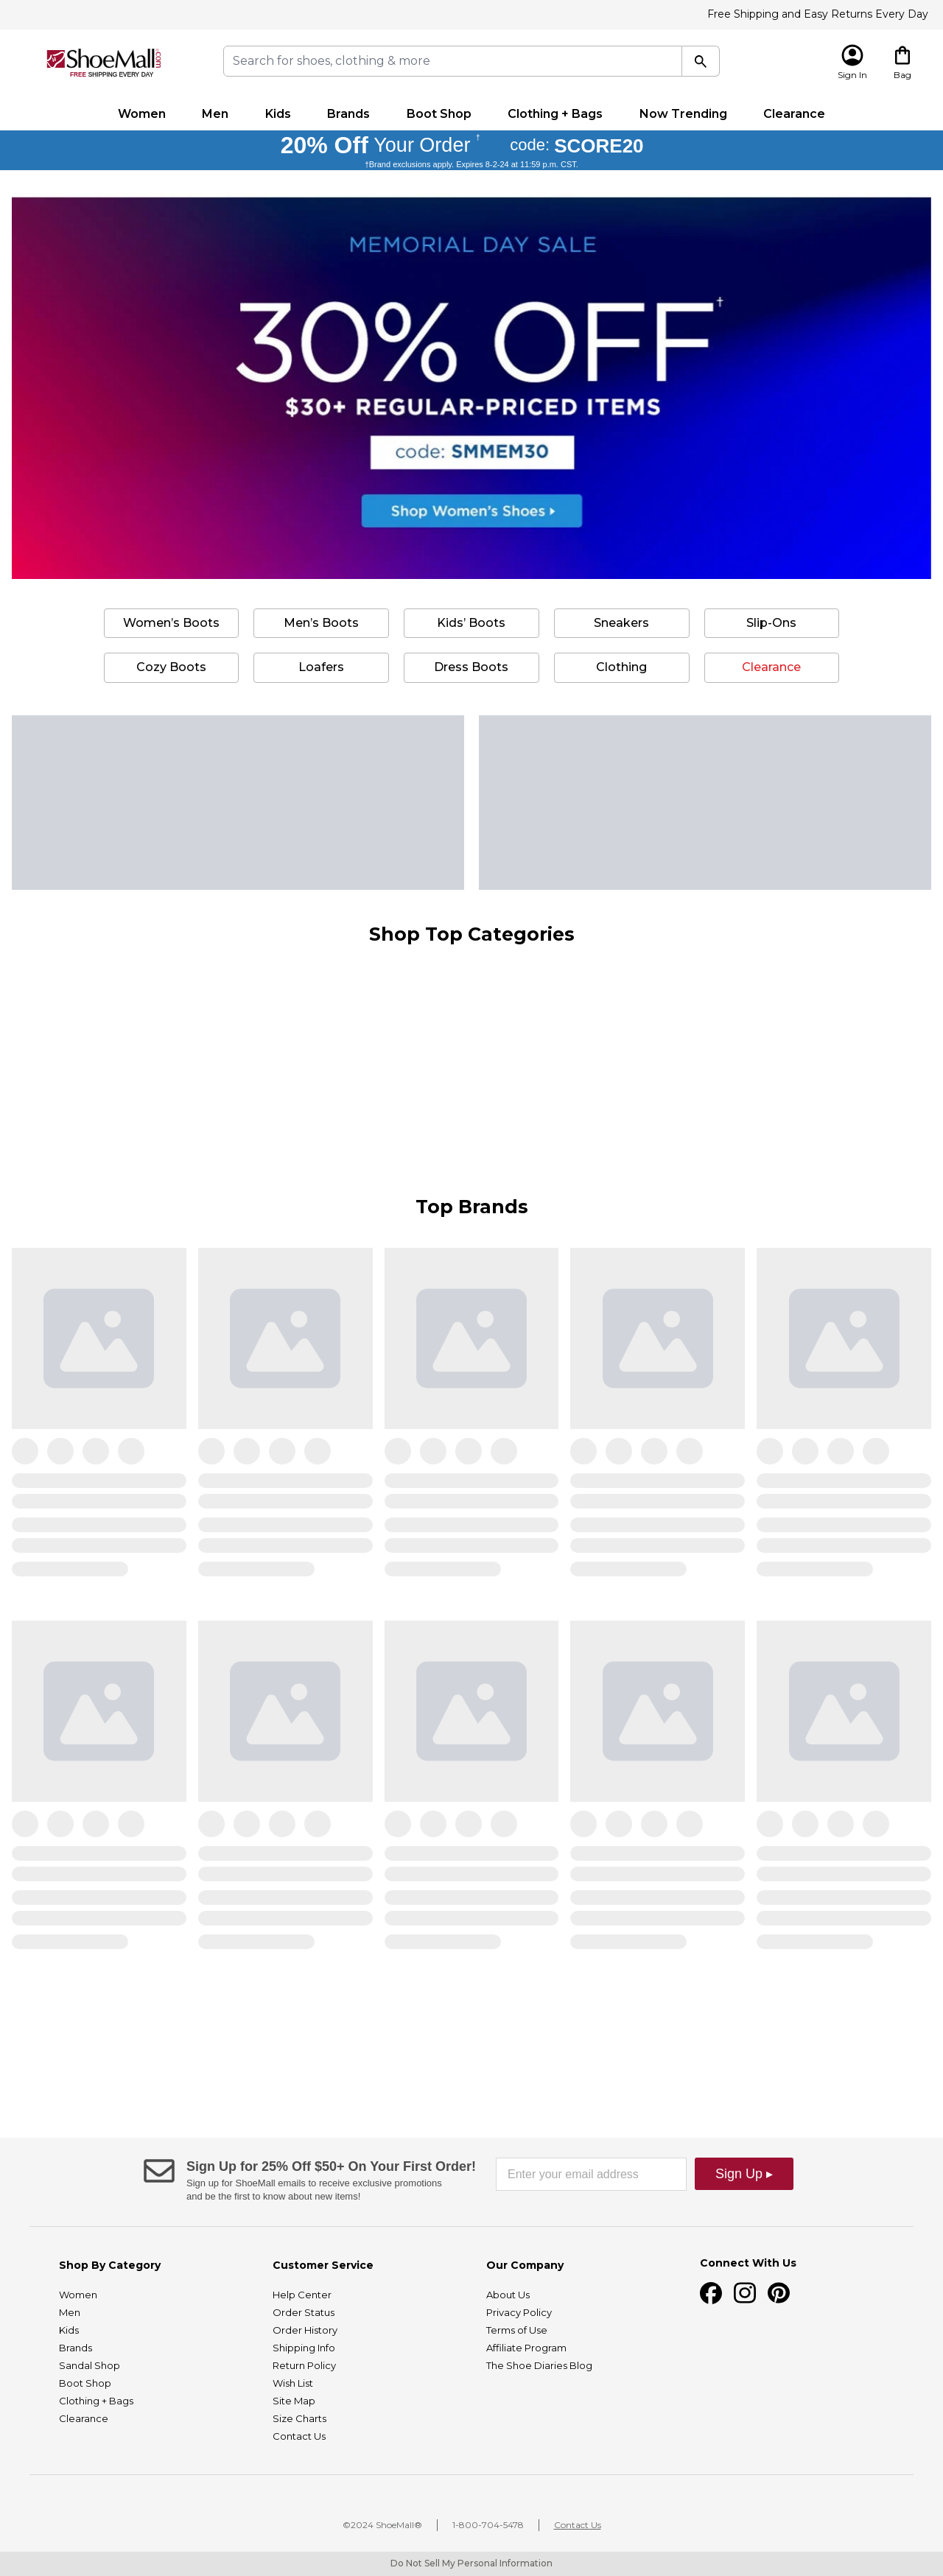 Free Shipping and Easy Returns Every Day
ShoeMall.com
FREE SHIPPING EVERY DAY
Search for shoes, clothing & more
Sign In
Bag
Women Men Kids Brands Boot Shop Clothing + Bags Now Trending Clearance
20% Off Your Order † code: SCORE20
†Brand exclusions apply. Expires 8-2-24 at 11:59 p.m. CST.
MEMORIAL DAY SALE
30% OFF†
$30+ REGULAR-PRICED ITEMS
code: SMMEM30
Shop Women's Shoes ▸
Women's Boots Men's Boots Kids' Boots Sneakers Slip-Ons
Cozy Boots Loafers Dress Boots Clothing Clearance
Shop Top Categories
Top Brands
Sign Up for 25% Off $50+ On Your First Order!
Sign up for ShoeMall emails to receive exclusive promotions
and be the first to know about new items!
Enter your email address
Sign Up ▸
Shop By Category
Women
Men
Kids
Brands
Sandal Shop
Boot Shop
Clothing + Bags
Clearance
Customer Service
Help Center
Order Status
Order History
Shipping Info
Return Policy
Wish List
Site Map
Size Charts
Contact Us
Our Company
About Us
Privacy Policy
Terms of Use
Affiliate Program
The Shoe Diaries Blog
Connect With Us
©2024 ShoeMall® 1-800-704-5478 Contact Us
Do Not Sell My Personal Information